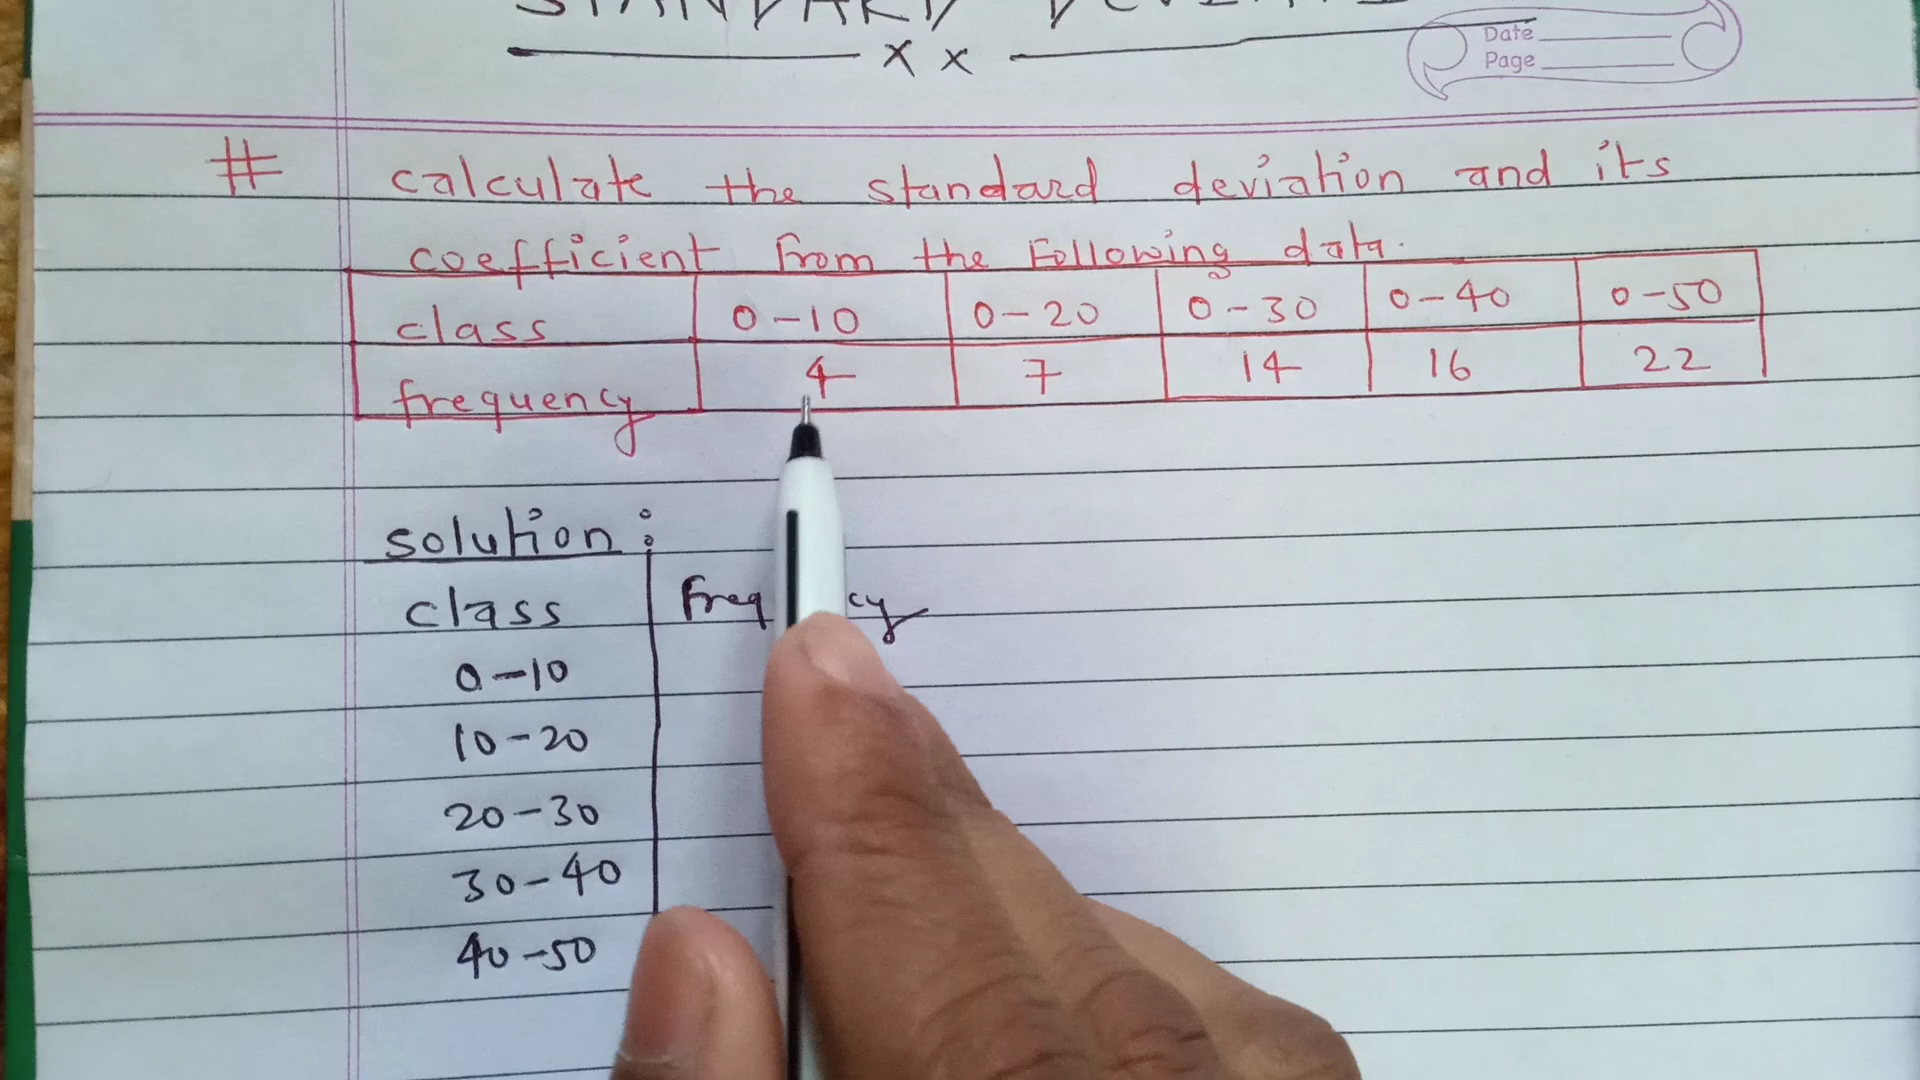 Date
Page
x x
# calculate the standard deviation and its
coefficient from the Following data.
class 0-10 0-20 0-30 0-40 0-50
frequency 4 7 14 16 22
solution:
class
0-10
10-20
20-30
30-40
40-50